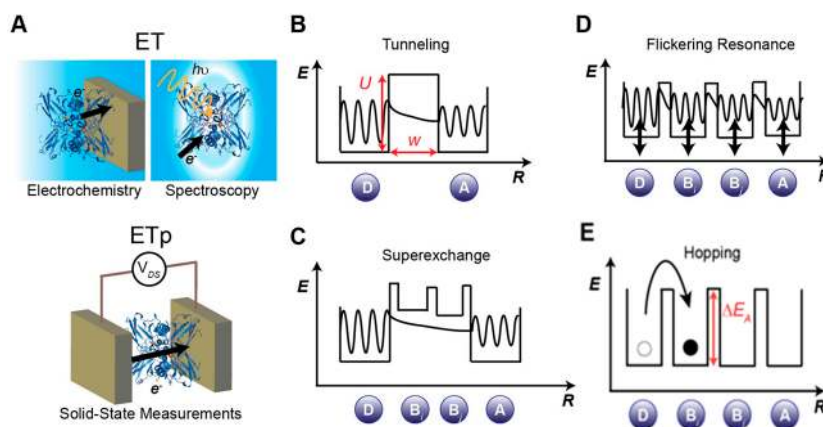 A
ET
hυ
e-
e-
Electrochemistry
Spectroscopy
ETp
V_DS
e-
Solid-State Measurements
B
Tunneling
E
U
w
R
D
A
C
Superexchange
E
R
D
B
B
A
D
Flickering Resonance
E
D
B
B
A
E
Hopping
E
ΔE_A
R
D
B
B
A